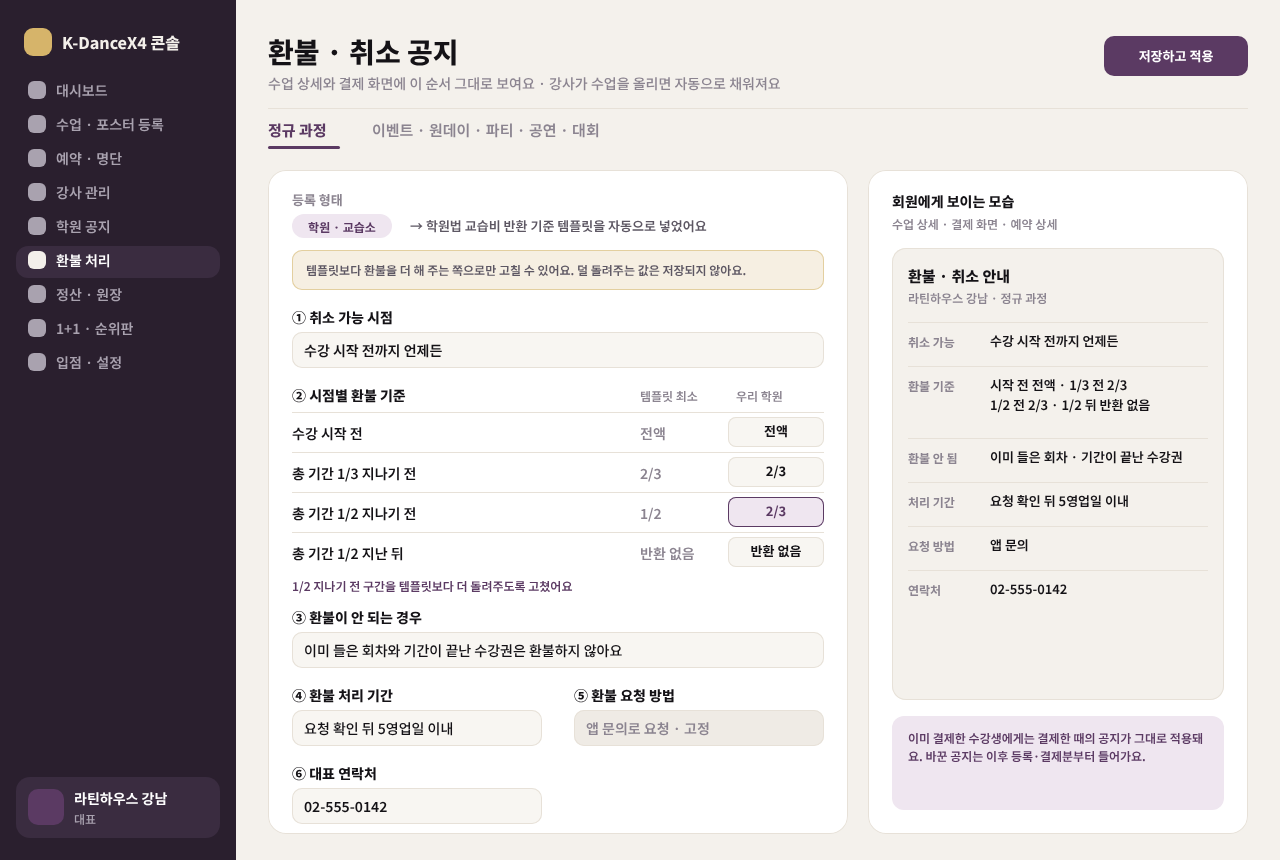 K-DanceX4 콘솔
대시보드
수업 · 포스터 등록
예약 · 명단
강사 관리
학원 공지
환불 처리
정산 · 원장
1+1 · 순위판
입점 · 설정
라틴하우스 강남
대표
환불 · 취소 공지
수업 상세와 결제 화면에 이 순서 그대로 보여요 · 강사가 수업을 올리면 자동으로 채워져요
저장하고 적용
정규 과정
이벤트 · 원데이 · 파티 · 공연 · 대회
등록 형태
학원 · 교습소 → 학원법 교습비 반환 기준 템플릿을 자동으로 넣었어요
템플릿보다 환불을 더 해 주는 쪽으로만 고칠 수 있어요. 덜 돌려주는 값은 저장되지 않아요.
① 취소 가능 시점
수강 시작 전까지 언제든
② 시점별 환불 기준 템플릿 최소 우리 학원
수강 시작 전 전액 전액
총 기간 1/3 지나기 전 2/3 2/3
총 기간 1/2 지나기 전 1/2 2/3
총 기간 1/2 지난 뒤 반환 없음 반환 없음
1/2 지나기 전 구간을 템플릿보다 더 돌려주도록 고쳤어요
③ 환불이 안 되는 경우
이미 들은 회차와 기간이 끝난 수강권은 환불하지 않아요
④ 환불 처리 기간
요청 확인 뒤 5영업일 이내
⑤ 환불 요청 방법
앱 문의로 요청 · 고정
⑥ 대표 연락처
02-555-0142
회원에게 보이는 모습
수업 상세 · 결제 화면 · 예약 상세
환불 · 취소 안내
라틴하우스 강남 · 정규 과정
취소 가능 수강 시작 전까지 언제든
환불 기준 시작 전 전액 · 1/3 전 2/3
1/2 전 2/3 · 1/2 뒤 반환 없음
환불 안 됨 이미 들은 회차 · 기간이 끝난 수강권
처리 기간 요청 확인 뒤 5영업일 이내
요청 방법 앱 문의
연락처 02-555-0142
이미 결제한 수강생에게는 결제한 때의 공지가 그대로 적용돼
요. 바꾼 공지는 이후 등록·결제분부터 들어가요.